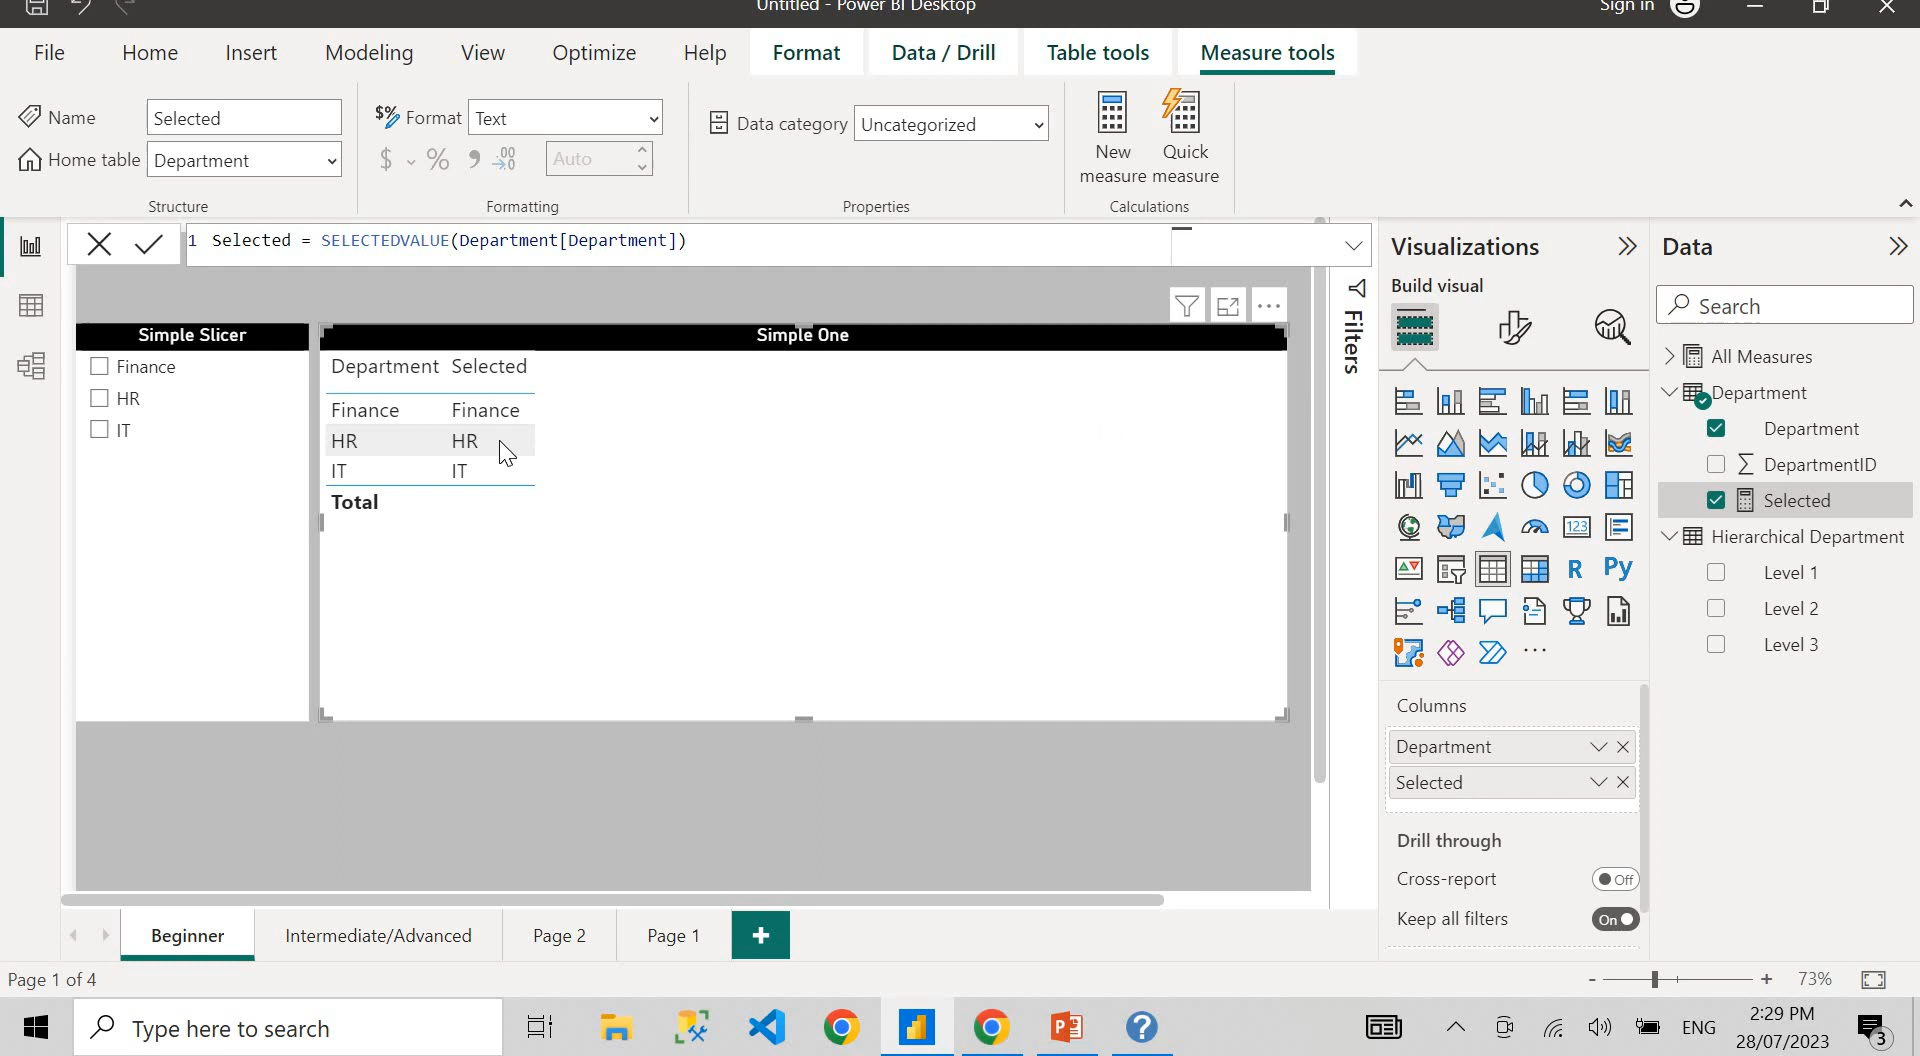 Untitled - Power BI Desktop
Sign in
File Home Insert Modeling View Optimize Help Format Data / Drill Table tools Measure tools
Name Selected
Home table Department
Structure
$% Format Text
$ % 9 .00 Auto
Formatting
Data category Uncategorized
Properties
New measure
Quick measure
Calculations
1 Selected = SELECTEDVALUE(Department[Department])
Simple Slicer
Finance
HR
IT
Simple One
Department Selected
Finance Finance
HR HR
IT IT
Total
Filters
Visualizations
Build visual
123
R Py
Columns
Department
Selected
Drill through
Cross-report Off
Keep all filters On
Data
Search
All Measures
Department
Department
DepartmentID
Selected
Hierarchical Department
Level 1
Level 2
Level 3
Beginner Intermediate/Advanced Page 2 Page 1 +
Page 1 of 4
- + 73%
Type here to search
ENG
2:29 PM
28/07/2023
3